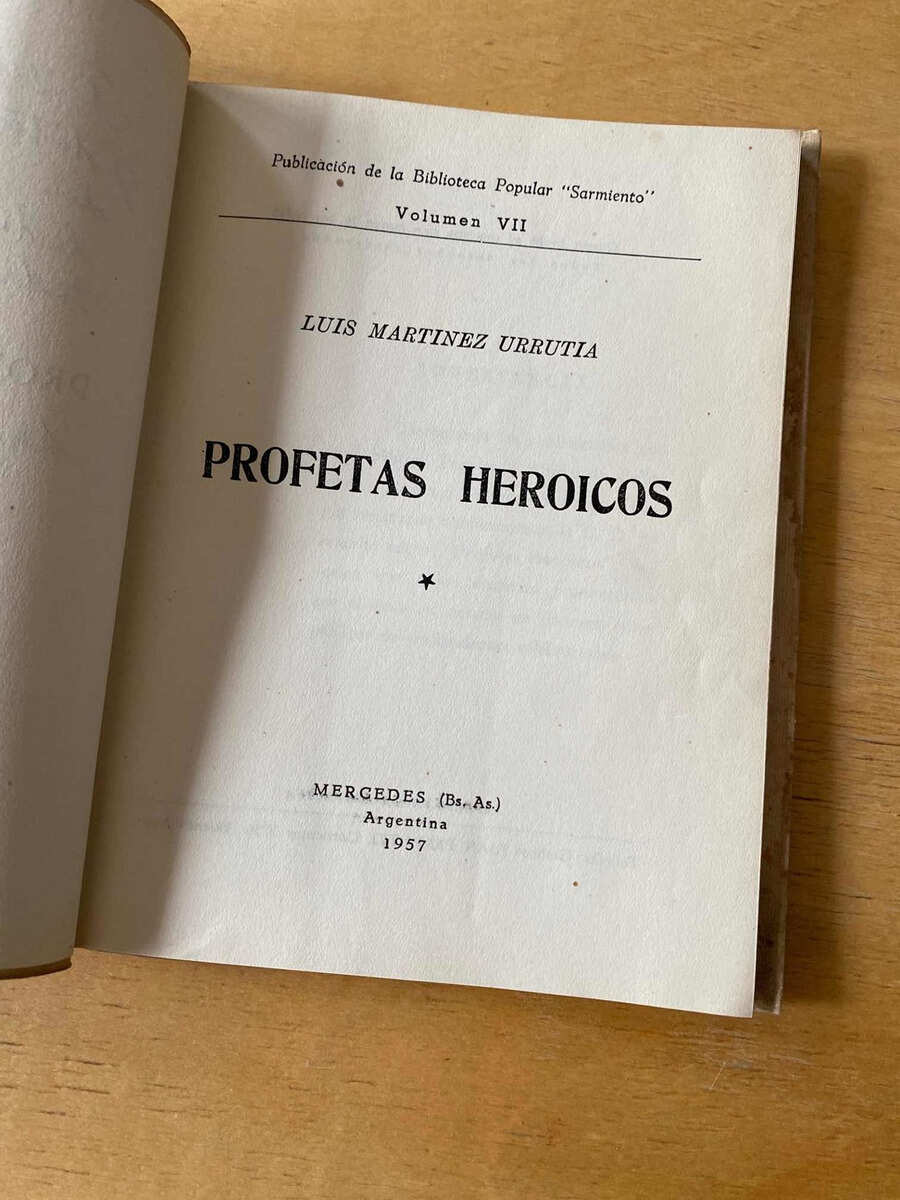 Publicación de la Biblioteca Popular "Sarmiento"
Volumen VII
LUIS MARTINEZ URRUTIA
PROFETAS HEROICOS
★
MERCEDES (Bs. As.)
Argentina
1957